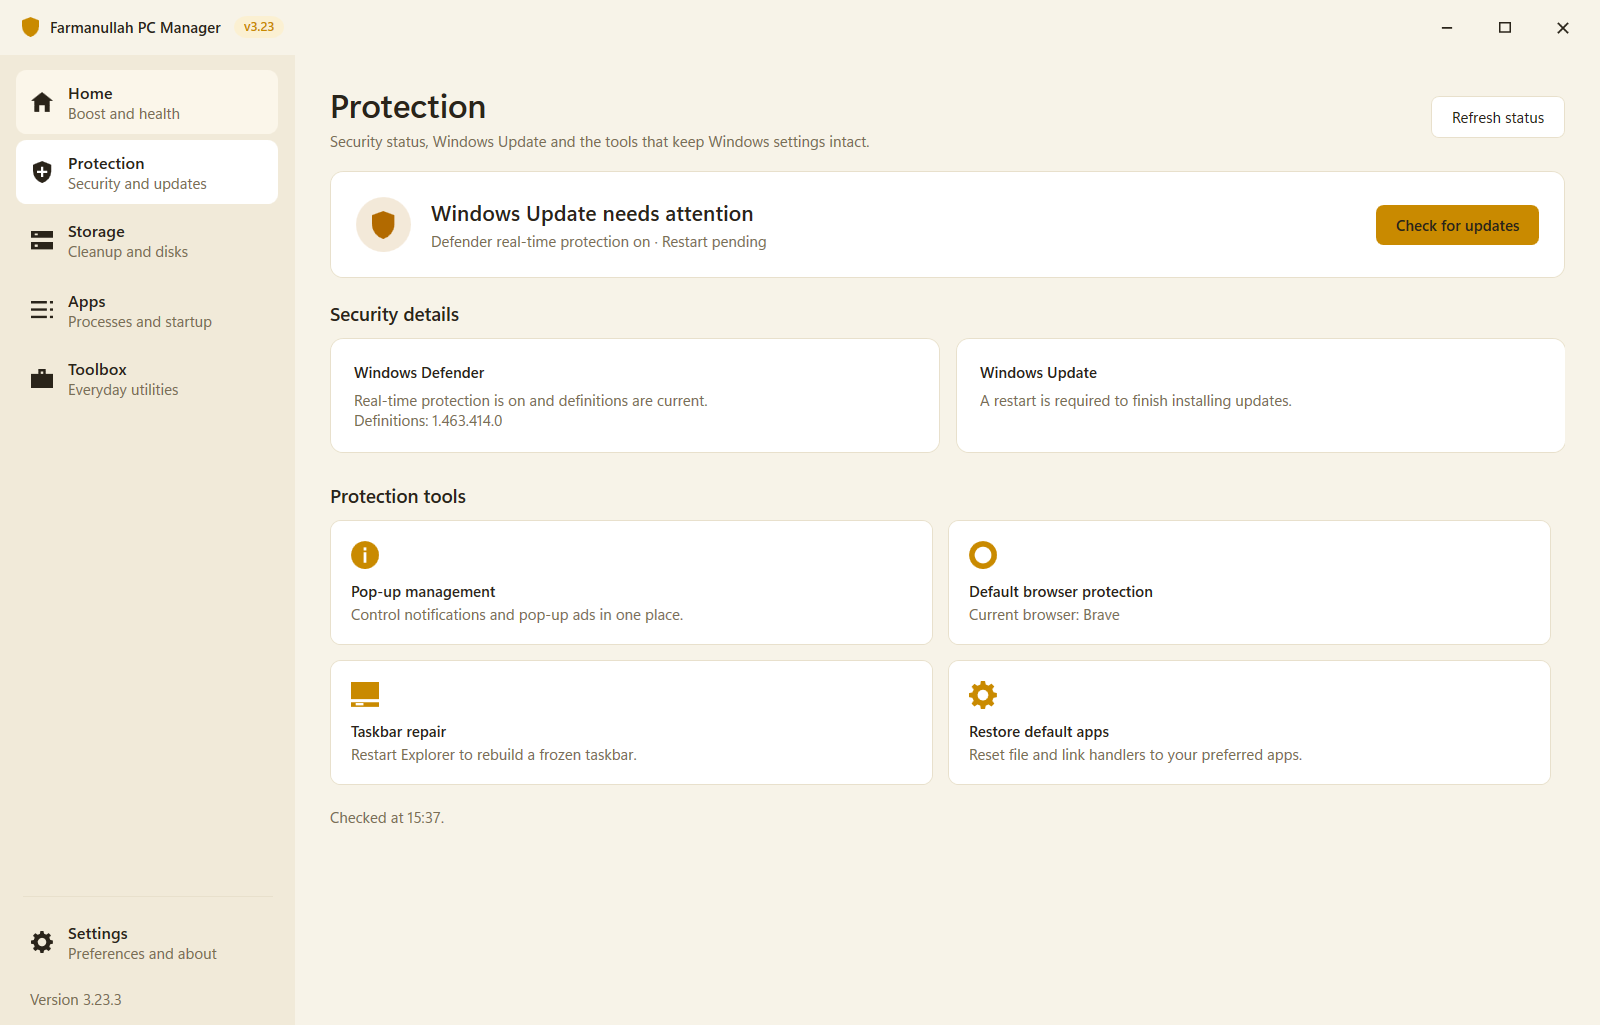 Farmanullah PC Manager v3.23
Home
Boost and health
Protection
Security and updates
Storage
Cleanup and disks
Apps
Processes and startup
Toolbox
Everyday utilities
Settings
Preferences and about
Version 3.23.3
Protection
Security status, Windows Update and the tools that keep Windows settings intact.
Refresh status
Windows Update needs attention
Defender real-time protection on · Restart pending
Check for updates
Security details
Windows Defender
Real-time protection is on and definitions are current.
Definitions: 1.463.414.0
Windows Update
A restart is required to finish installing updates.
Protection tools
Pop-up management
Control notifications and pop-up ads in one place.
Default browser protection
Current browser: Brave
Taskbar repair
Restart Explorer to rebuild a frozen taskbar.
Restore default apps
Reset file and link handlers to your preferred apps.
Checked at 15:37.